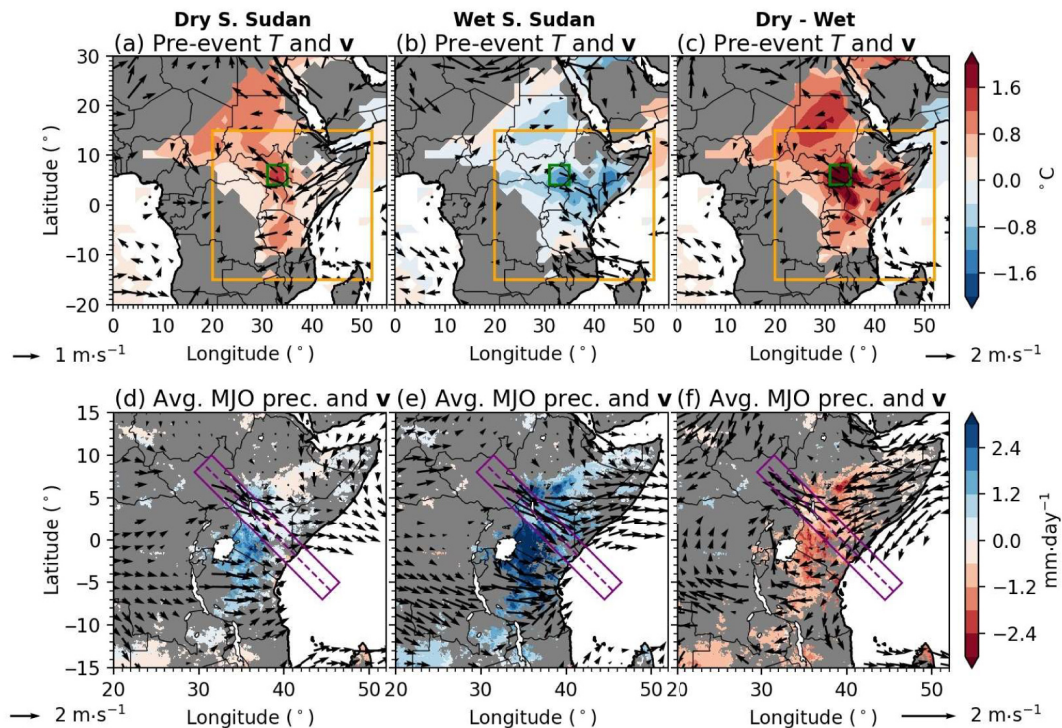 Dry S. Sudan
Wet S. Sudan
Dry - Wet
(a) Pre-event T and v
(b) Pre-event T and v
(c) Pre-event T and v
30
20
10
0
−10
−20
Latitude (°)
0 10 20 30 40 50
0 10 20 30 40 50
0 10 20 30 40 50
Longitude (°)
Longitude (°)
Longitude (°)
1 m·s⁻¹
2 m·s⁻¹
1.6
0.8
0.0
−0.8
−1.6
°C
(d) Avg. MJO prec. and v
(e) Avg. MJO prec. and v
(f) Avg. MJO prec. and v
15
10
5
0
−5
−10
−15
Latitude (°)
20 30 40 50
20 30 40 50
20 30 40 50
Longitude (°)
Longitude (°)
Longitude (°)
2 m·s⁻¹
2 m·s⁻¹
2.4
1.2
0.0
−1.2
−2.4
mm·day⁻¹